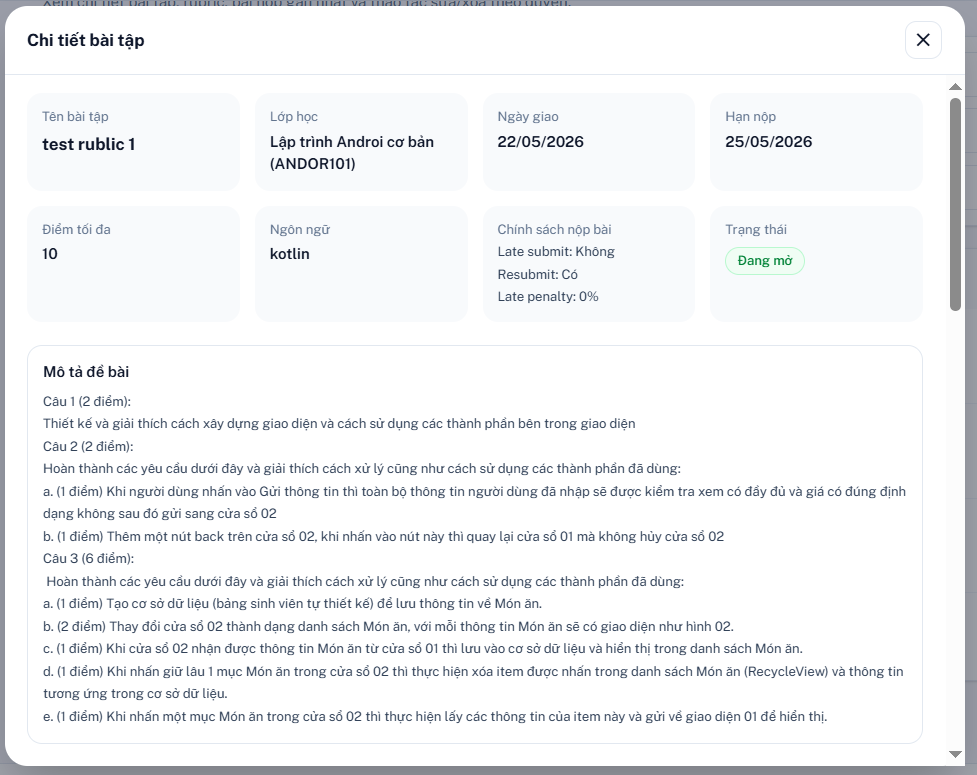 Xem chi tiết bài tập, rubric, bài nộp gần nhất và thao tác sửa/xóa theo quyền.
Chi tiết bài tập
Tên bài tập
test rublic 1
Lớp học
Lập trình Androi cơ bản
(ANDOR101)
Ngày giao
22/05/2026
Hạn nộp
25/05/2026
Điểm tối đa
10
Ngôn ngữ
kotlin
Chính sách nộp bài
Late submit: Không
Resubmit: Có
Late penalty: 0%
Trạng thái
Đang mở
Mô tả đề bài
Câu 1 (2 điểm):
Thiết kế và giải thích cách xây dựng giao diện và cách sử dụng các thành phần bên trong giao diện
Câu 2 (2 điểm):
Hoàn thành các yêu cầu dưới đây và giải thích cách xử lý cũng như cách sử dụng các thành phần đã dùng:
a. (1 điểm) Khi người dùng nhấn vào Gửi thông tin thì toàn bộ thông tin người dùng đã nhập sẽ được kiểm tra xem có đầy đủ và giá có đúng định
dạng không sau đó gửi sang cửa sổ 02
b. (1 điểm) Thêm một nút back trên cửa sổ 02, khi nhấn vào nút này thì quay lại cửa sổ 01 mà không hủy cửa sổ 02
Câu 3 (6 điểm):
Hoàn thành các yêu cầu dưới đây và giải thích cách xử lý cũng như cách sử dụng các thành phần đã dùng:
a. (1 điểm) Tạo cơ sở dữ liệu (bảng sinh viên tự thiết kế) để lưu thông tin về Món ăn.
b. (2 điểm) Thay đổi cửa sổ 02 thành dạng danh sách Món ăn, với mỗi thông tin Món ăn sẽ có giao diện như hình 02.
c. (1 điểm) Khi cửa sổ 02 nhận được thông tin Món ăn từ cửa sổ 01 thì lưu vào cơ sở dữ liệu và hiển thị trong danh sách Món ăn.
d. (1 điểm) Khi nhấn giữ lâu 1 mục Món ăn trong cửa sổ 02 thì thực hiện xóa item được nhấn trong danh sách Món ăn (RecycleView) và thông tin
tương ứng trong cơ sở dữ liệu.
e. (1 điểm) Khi nhấn một mục Món ăn trong cửa sổ 02 thì thực hiện lấy các thông tin của item này và gửi về giao diện 01 để hiển thị.